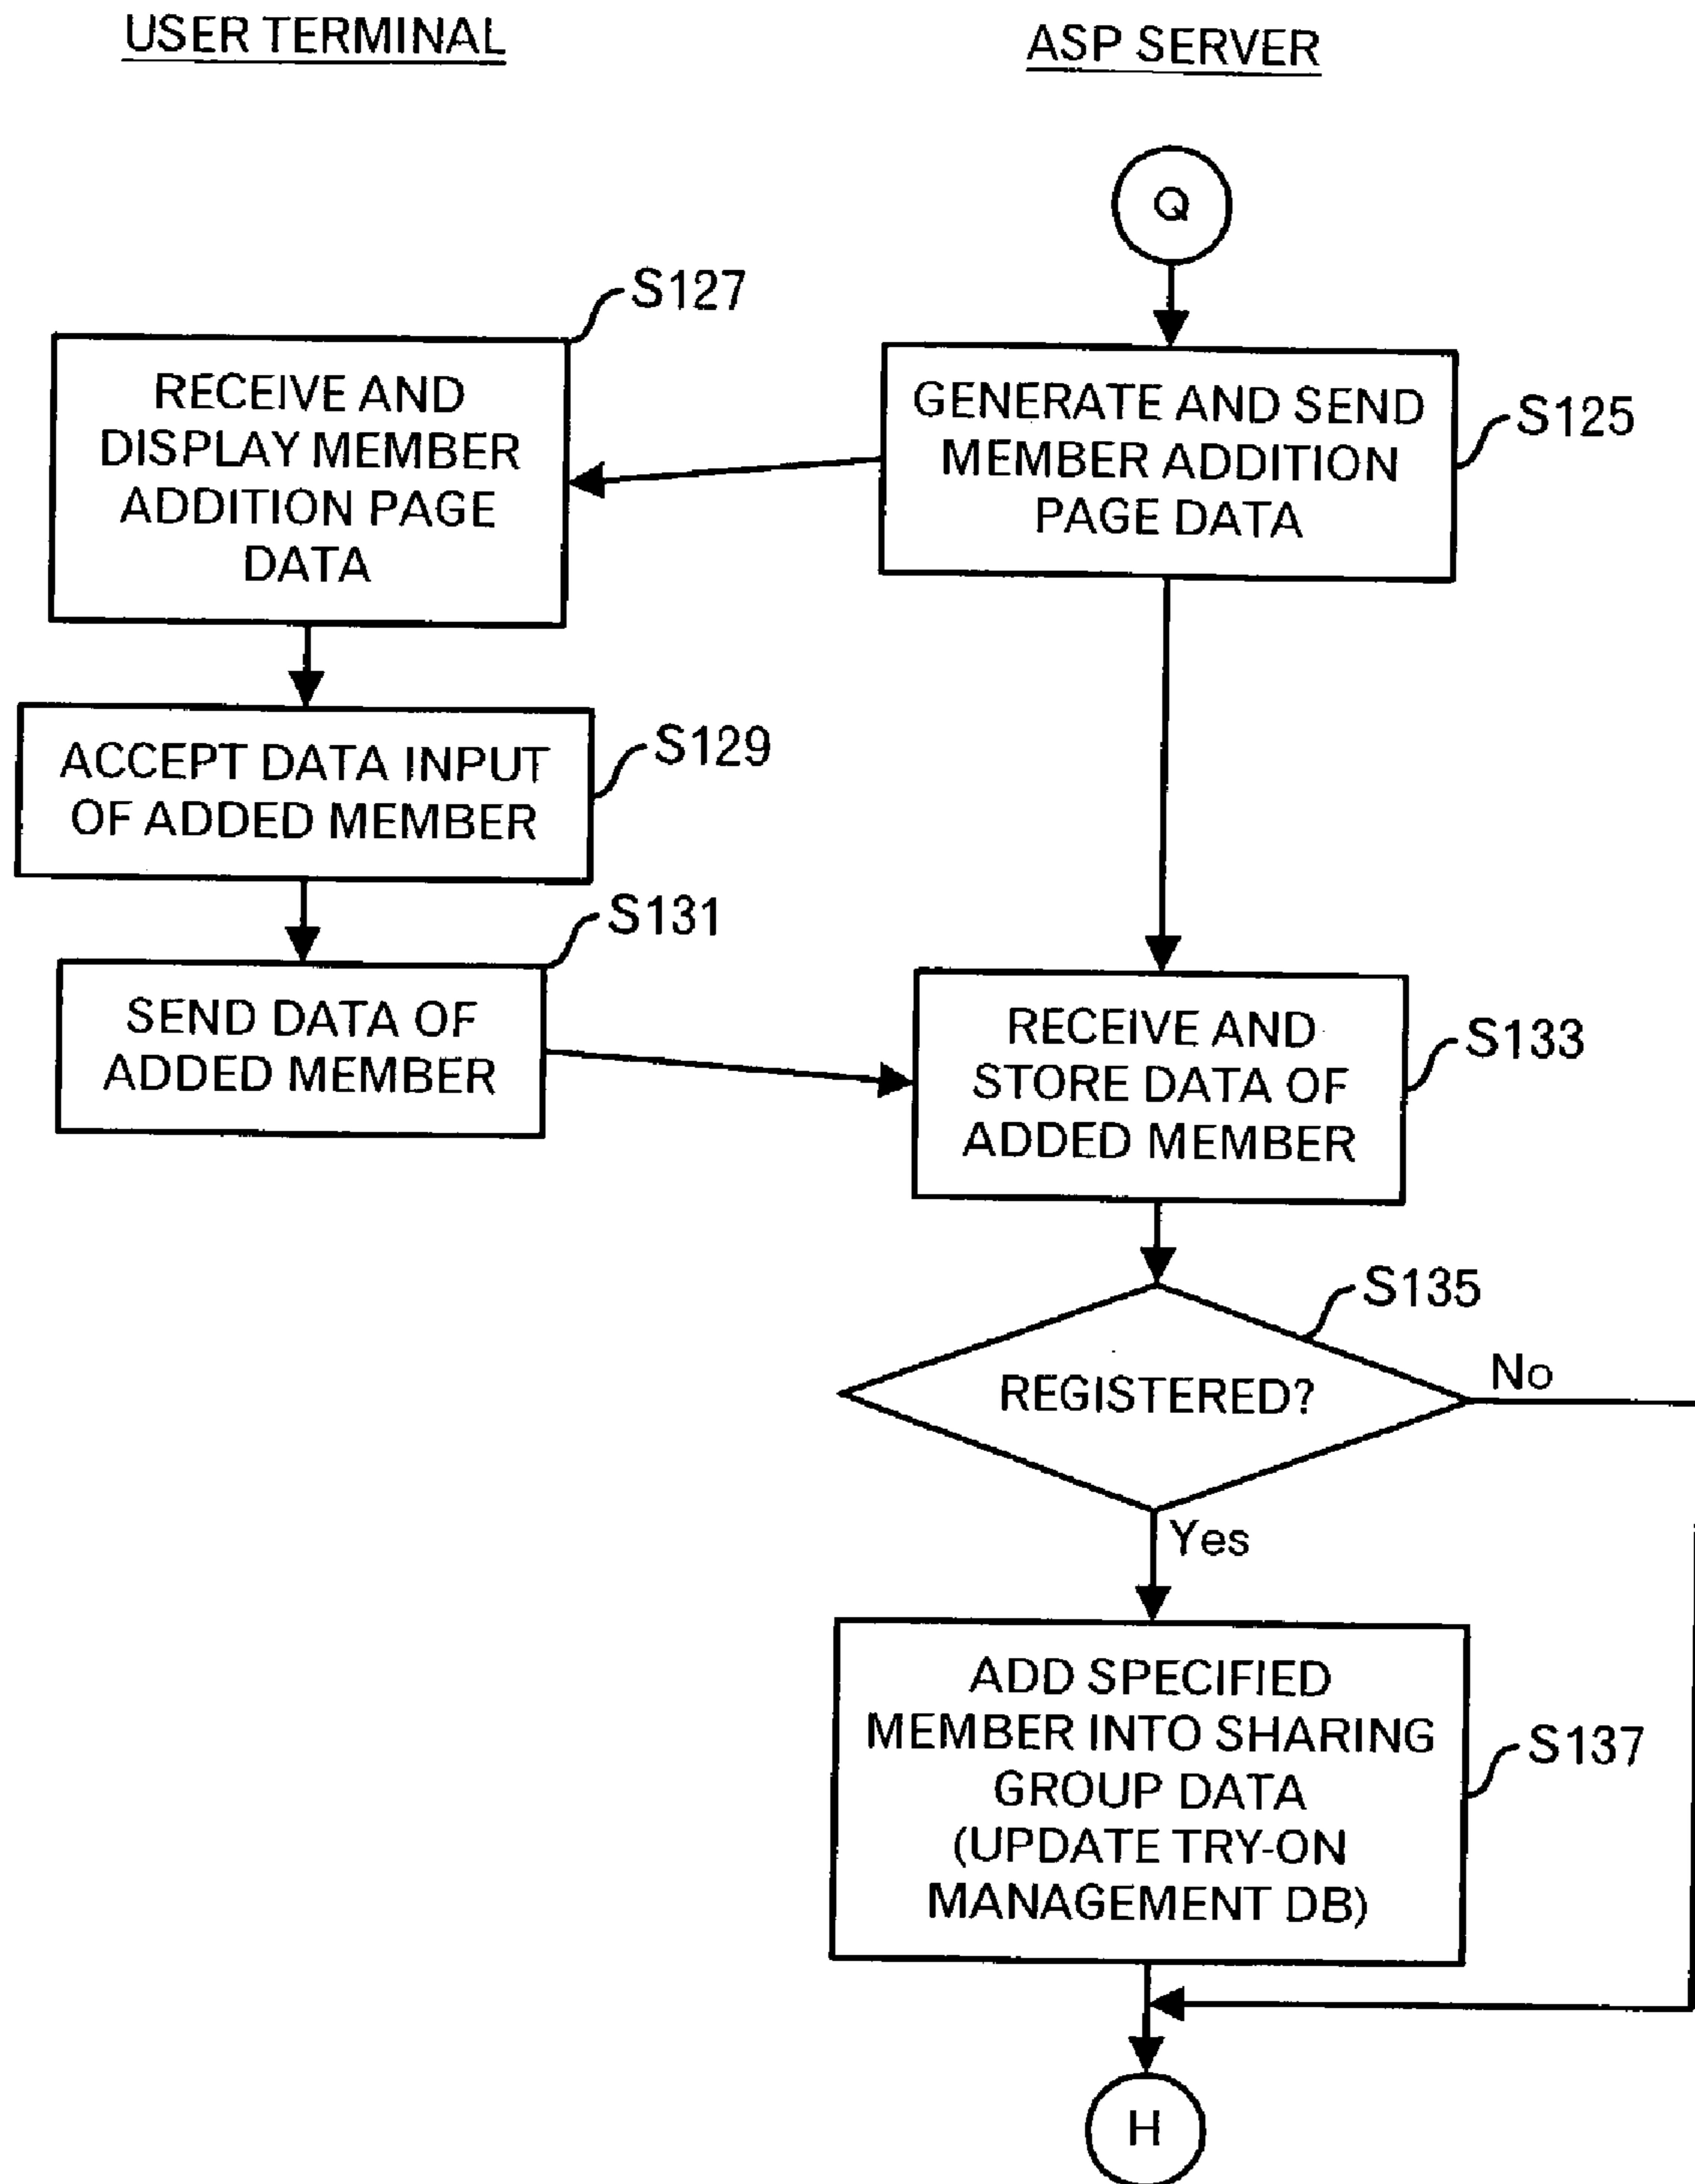 USER TERMINAL
ASP SERVER
Q
S127
RECEIVE AND
DISPLAY MEMBER
ADDITION PAGE
DATA
GENERATE AND SEND
MEMBER ADDITION
PAGE DATA
S125
ACCEPT DATA INPUT
OF ADDED MEMBER
S129
S131
SEND DATA OF
ADDED MEMBER
RECEIVE AND
STORE DATA OF
ADDED MEMBER
S133
S135
REGISTERED?
No
Yes
ADD SPECIFIED
MEMBER INTO SHARING
GROUP DATA
(UPDATE TRY-ON
MANAGEMENT DB)
S137
H